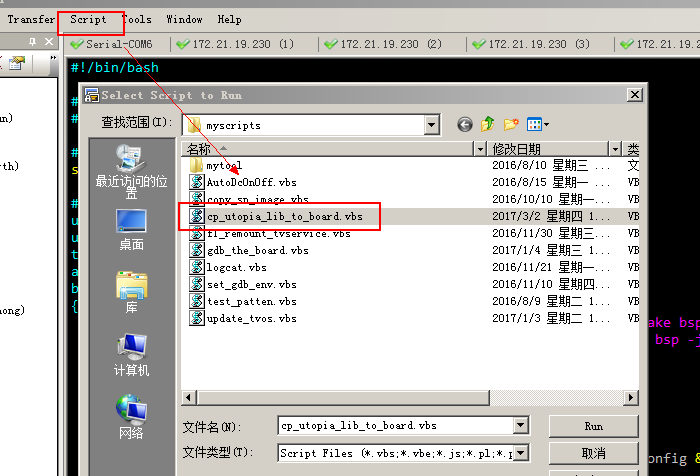 Transfer Script Tools Window Help
Serial-COM6 172.21.19.230 (1) 172.21.19.230 (2) 172.21.19.230 (3) 172.21.19.
#!/bin/bash
Select Script to Run
查找范围(I): myscripts
名称 修改日期 类
mytool 2016/8/10 星期三 ... 文
AutoDcOnOff.vbs 2016/8/15 星期一 ... VB
copy_sn_image.vbs 2016/10/10 星期一... VB
cp_utopia_lib_to_board.vbs 2017/3/2 星期四 1... VB
fl_remount_tvservice.vbs 2016/11/30 星期三... VB
gdb_the_board.vbs 2017/1/4 星期三 1... VB
logcat.vbs 2016/11/21 星期一... VB
set_gdb_env.vbs 2016/11/10 星期四... VB
test_patten.vbs 2016/8/9 星期二 1... VB
update_tvos.vbs 2017/1/3 星期二 1... VB
最近访问的位置
桌面
库
计算机
网络
文件名(N): cp_utopia_lib_to_board.vbs Run
文件类型(T): Script Files (*.vbs;*.vbe;*.js;*.pl;*.p 取消
ake bsp
bsp -j
onfig &